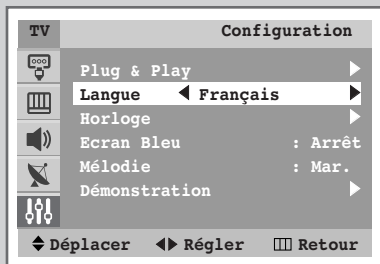 TV Configuration
Plug & Play
Langue Français
Horloge
Ecran Bleu : Arrêt
Mélodie : Mar.
Démonstration
Déplacer Régler Retour